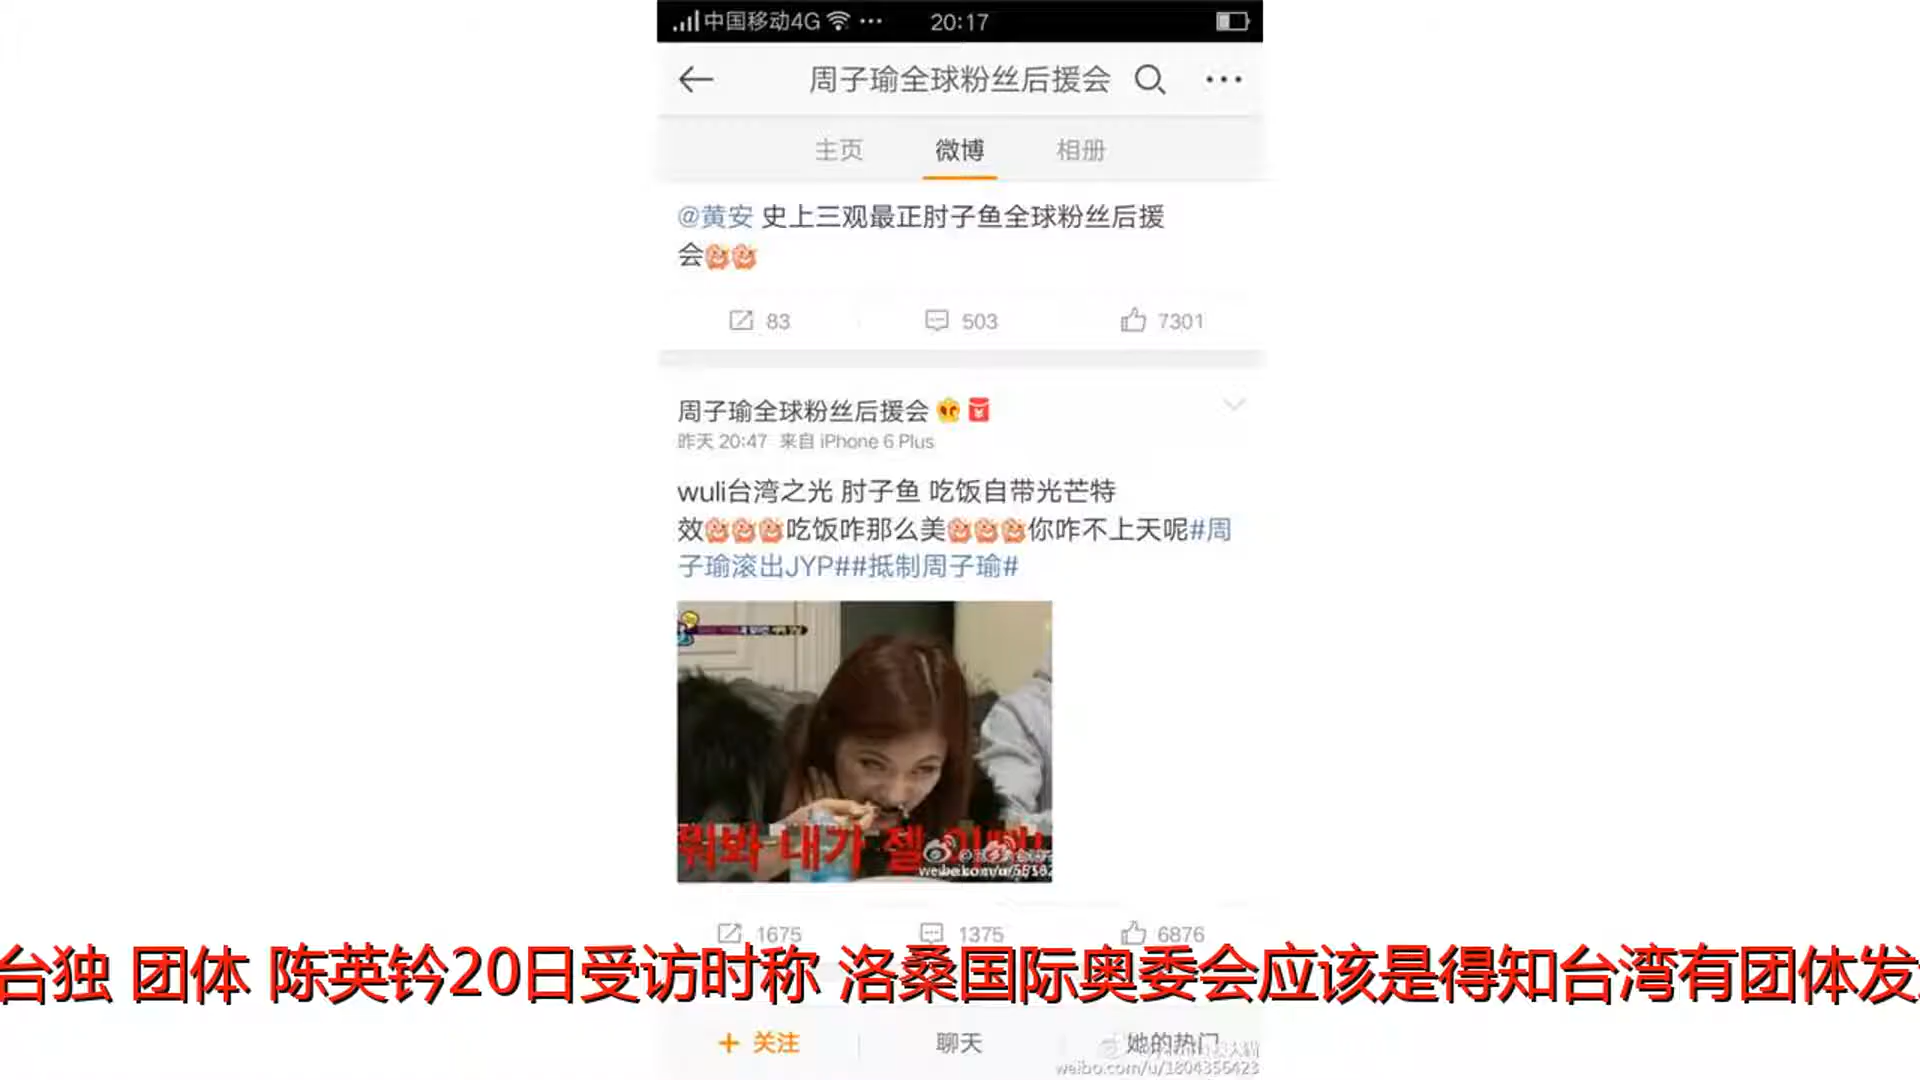 中国移动4G
20:17
周子瑜全球粉丝后援会
主页
微博
相册
@黄安 史上三观最正肘子鱼全球粉丝后援
会
83
503
7301
周子瑜全球粉丝后援会
昨天 20:47 来自 iPhone 6 Plus
wuli台湾之光 肘子鱼 吃饭自带光芒特
效吃饭咋那么美你咋不上天呢#周
子瑜滚出JYP##抵制周子瑜#
뭐봐 내가 젤
1675
1375
6876
台独 团体 陈英钤20日受访时称 洛桑国际奥委会应该是得知台湾有团体发
+ 关注
聊天
她的热门
weibo.com/u/1804356423